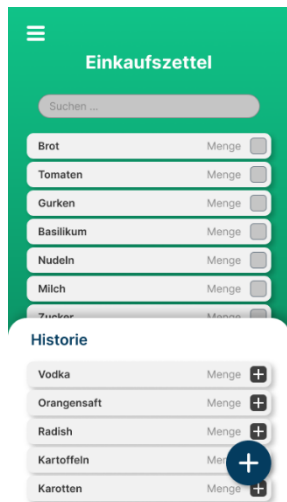 Einkaufszettel
Suchen ...
Brot Menge
Tomaten Menge
Gurken Menge
Basilikum Menge
Nudeln Menge
Milch Menge
Zucker
Historie
Vodka Menge
Orangensaft Menge
Radish Menge
Kartoffeln
Karotten Menge